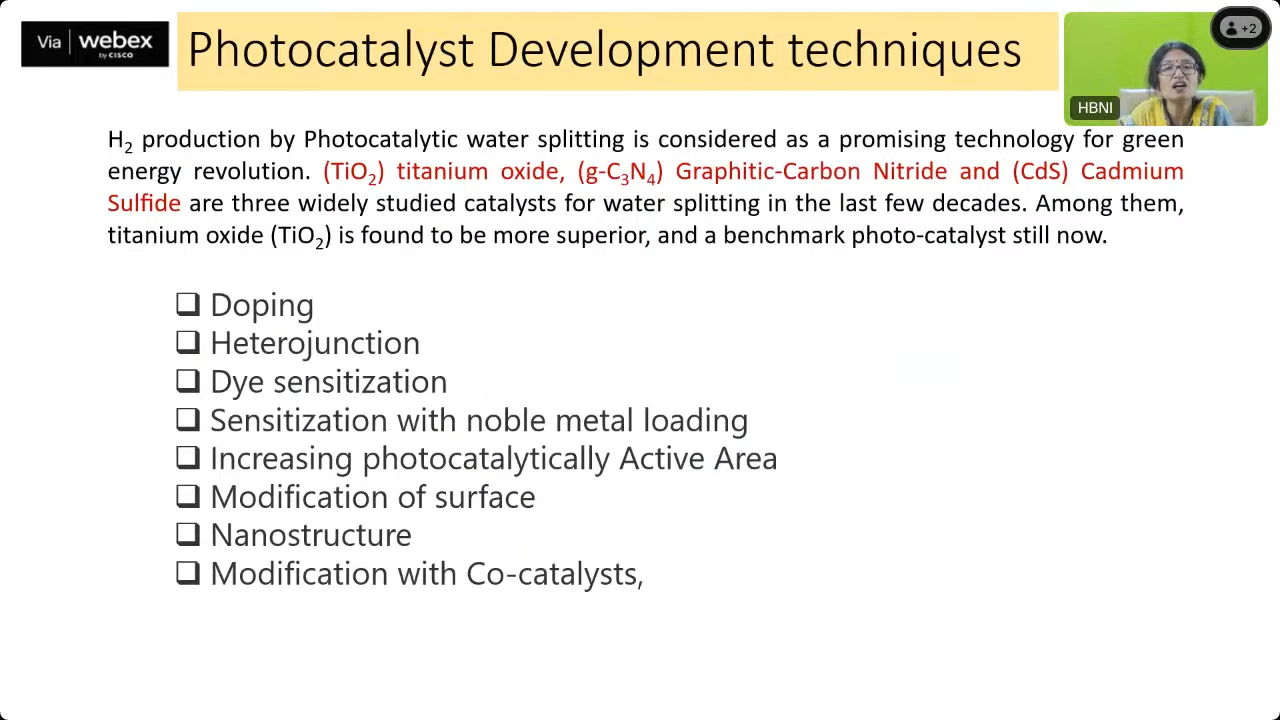 Via webex
by CISCO
Photocatalyst Development techniques
+2
HBNI
H₂ production by Photocatalytic water splitting is considered as a promising technology for green
energy revolution. (TiO₂) titanium oxide, (g-C₃N₄) Graphitic-Carbon Nitride and (CdS) Cadmium
Sulfide are three widely studied catalysts for water splitting in the last few decades. Among them,
titanium oxide (TiO₂) is found to be more superior, and a benchmark photo-catalyst still now.
❑ Doping
❑ Heterojunction
❑ Dye sensitization
❑ Sensitization with noble metal loading
❑ Increasing photocatalytically Active Area
❑ Modification of surface
❑ Nanostructure
❑ Modification with Co-catalysts,